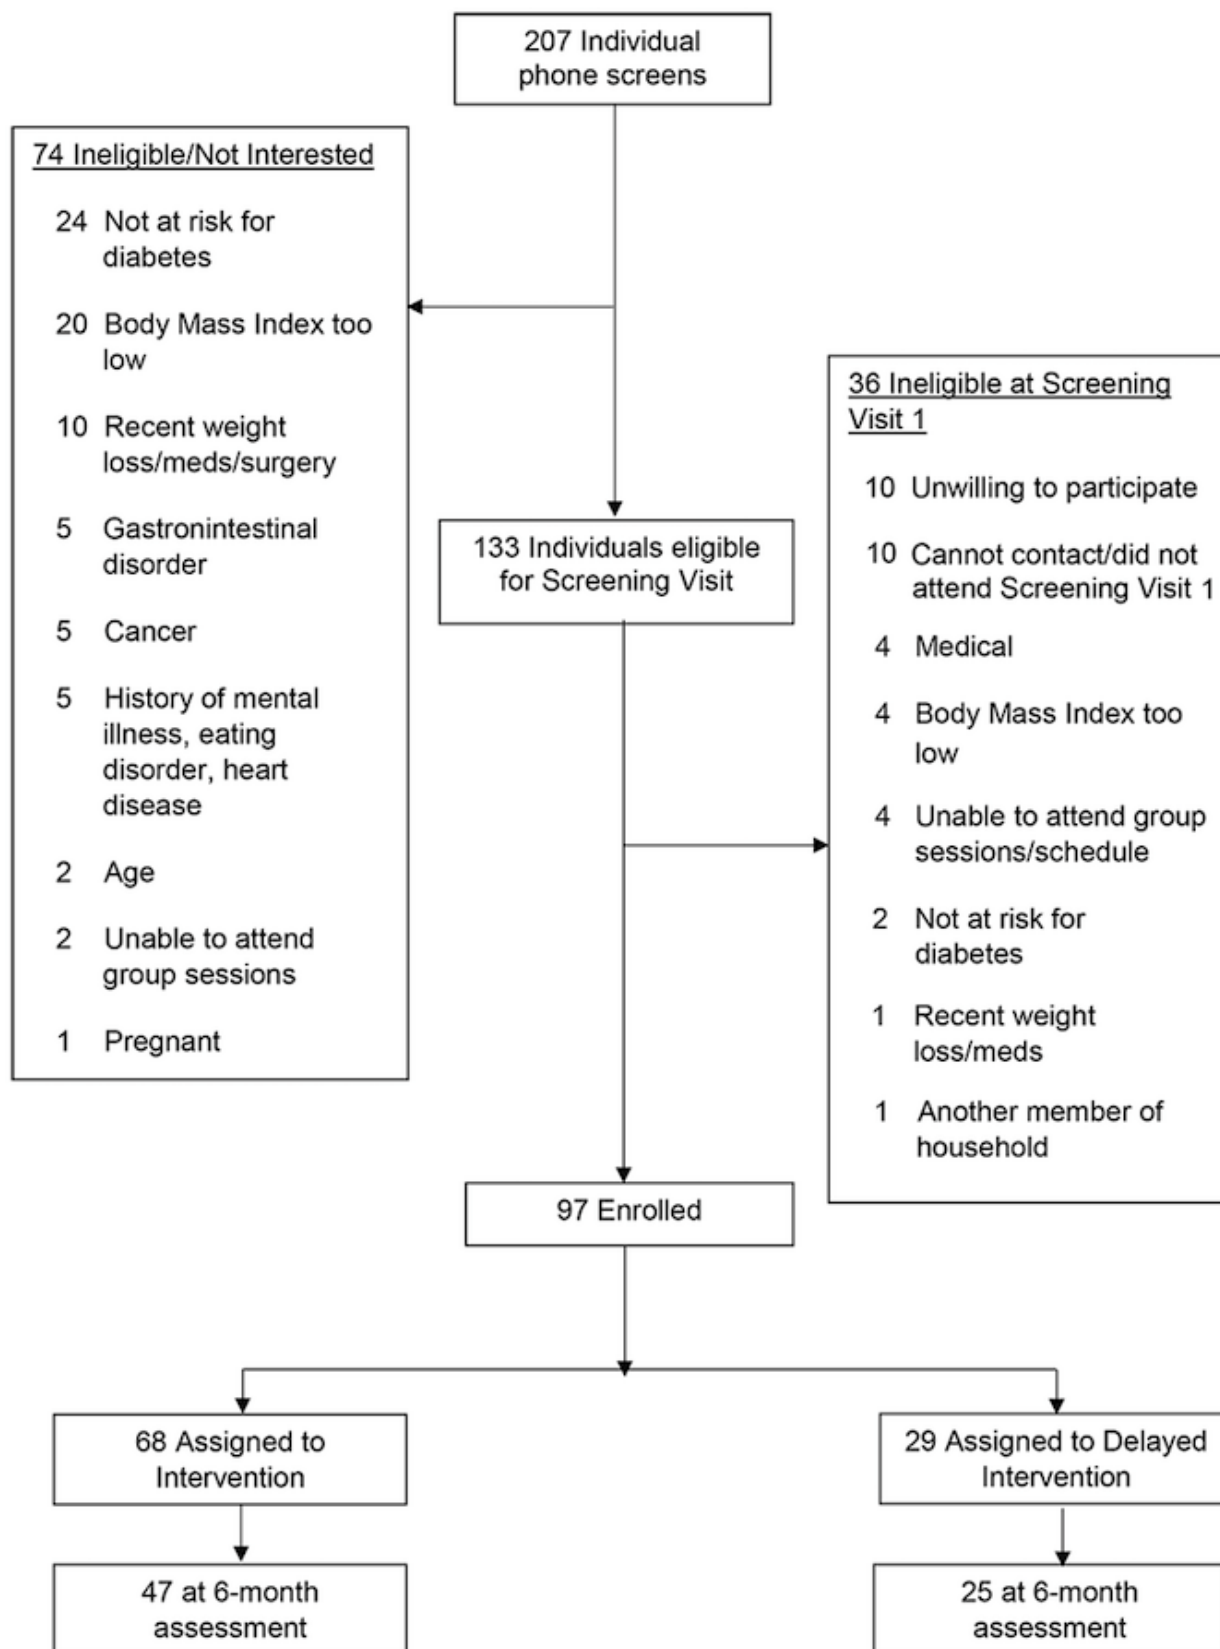 207 Individual
phone screens
74 Ineligible/Not Interested
24 Not at risk for
diabetes
20 Body Mass Index too
low
10 Recent weight
loss/meds/surgery
5 Gastronintestinal
disorder
5 Cancer
5 History of mental
illness, eating
disorder, heart
disease
2 Age
2 Unable to attend
group sessions
1 Pregnant
133 Individuals eligible
for Screening Visit
36 Ineligible at Screening
Visit 1
10 Unwilling to participate
10 Cannot contact/did not
attend Screening Visit 1
4 Medical
4 Body Mass Index too
low
4 Unable to attend group
sessions/schedule
2 Not at risk for
diabetes
1 Recent weight
loss/meds
1 Another member of
household
97 Enrolled
68 Assigned to
Intervention
29 Assigned to Delayed
Intervention
47 at 6-month
assessment
25 at 6-month
assessment